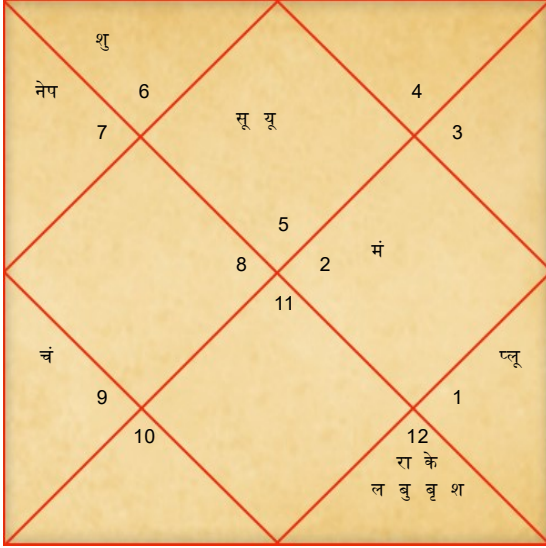 शु
नेप 6 4
7 सू यू 3
5
8 2 मं
11
चं प्लू
9 1
10 12
रा के
ल बु बृ श